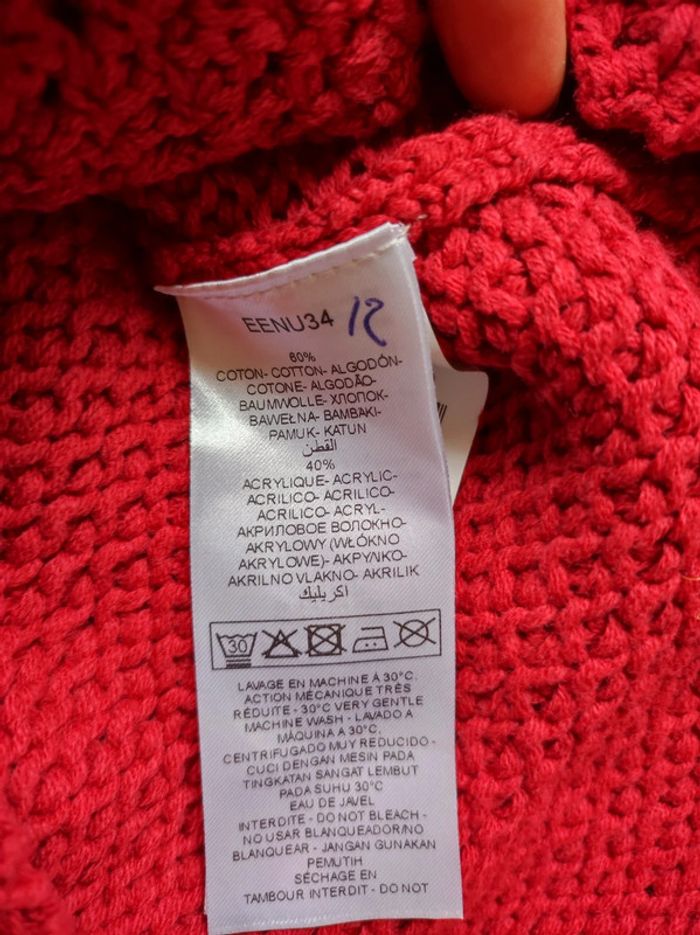 EENU34 12
60%
COTON- COTTON- ALGODÓN-
COTONE- ALGODÃO-
BAUMWOLLE- ХЛОПОК-
BAWEŁNA- BAMBAKI-
PAMUK- KATUN
القطن
40%
ACRYLIQUE- ACRYLIC-
ACRILICO- ACRILICO-
ACRILICO- ACRYL-
АКРИЛОВОЕ ВОЛОКНО-
AKRYLOWY (WŁÓKNO
AKRYLOWE)- AKPYNKO-
AKRILNO VLAKNO- AKRILIK
اكريليك
30
LAVAGE EN MACHINE À 30°C.
ACTION MÉCANIQUE TRÈS
RÉDUITE - 30°C VERY GENTLE
MACHINE WASH - LAVADO A
MÁQUINA A 30°C.
CENTRIFUGADO MUY REDUCIDO -
CUCI DENGAN MESIN PADA
TINGKATAN SANGAT LEMBUT
PADA SUHU 30°C
EAU DE JAVEL
INTERDITE - DO NOT BLEACH -
NO USAR BLANQUEADOR/NO
BLANQUEAR - JANGAN GUNAKAN
PEMUTIH
SÉCHAGE EN
TAMBOUR INTERDIT - DO NOT